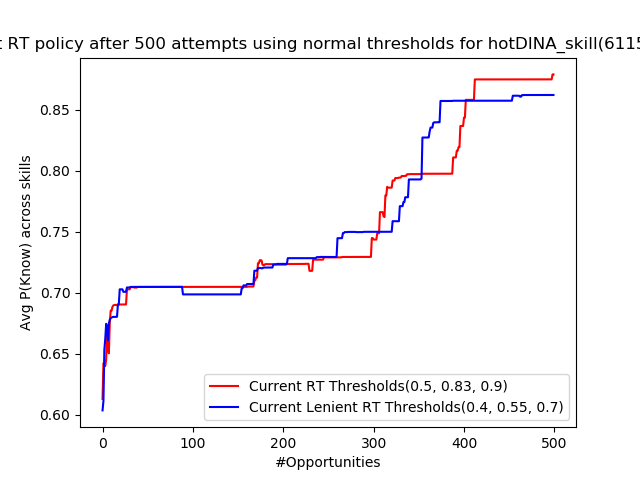 t RT policy after 500 attempts using normal thresholds for hotDINA_skill(6115
Avg P(Know) across skills
0.85
0.80
0.75
0.70
0.65
0.60
Current RT Thresholds(0.5, 0.83, 0.9)
Current Lenient RT Thresholds(0.4, 0.55, 0.7)
0 100 200 300 400 500
#Opportunities